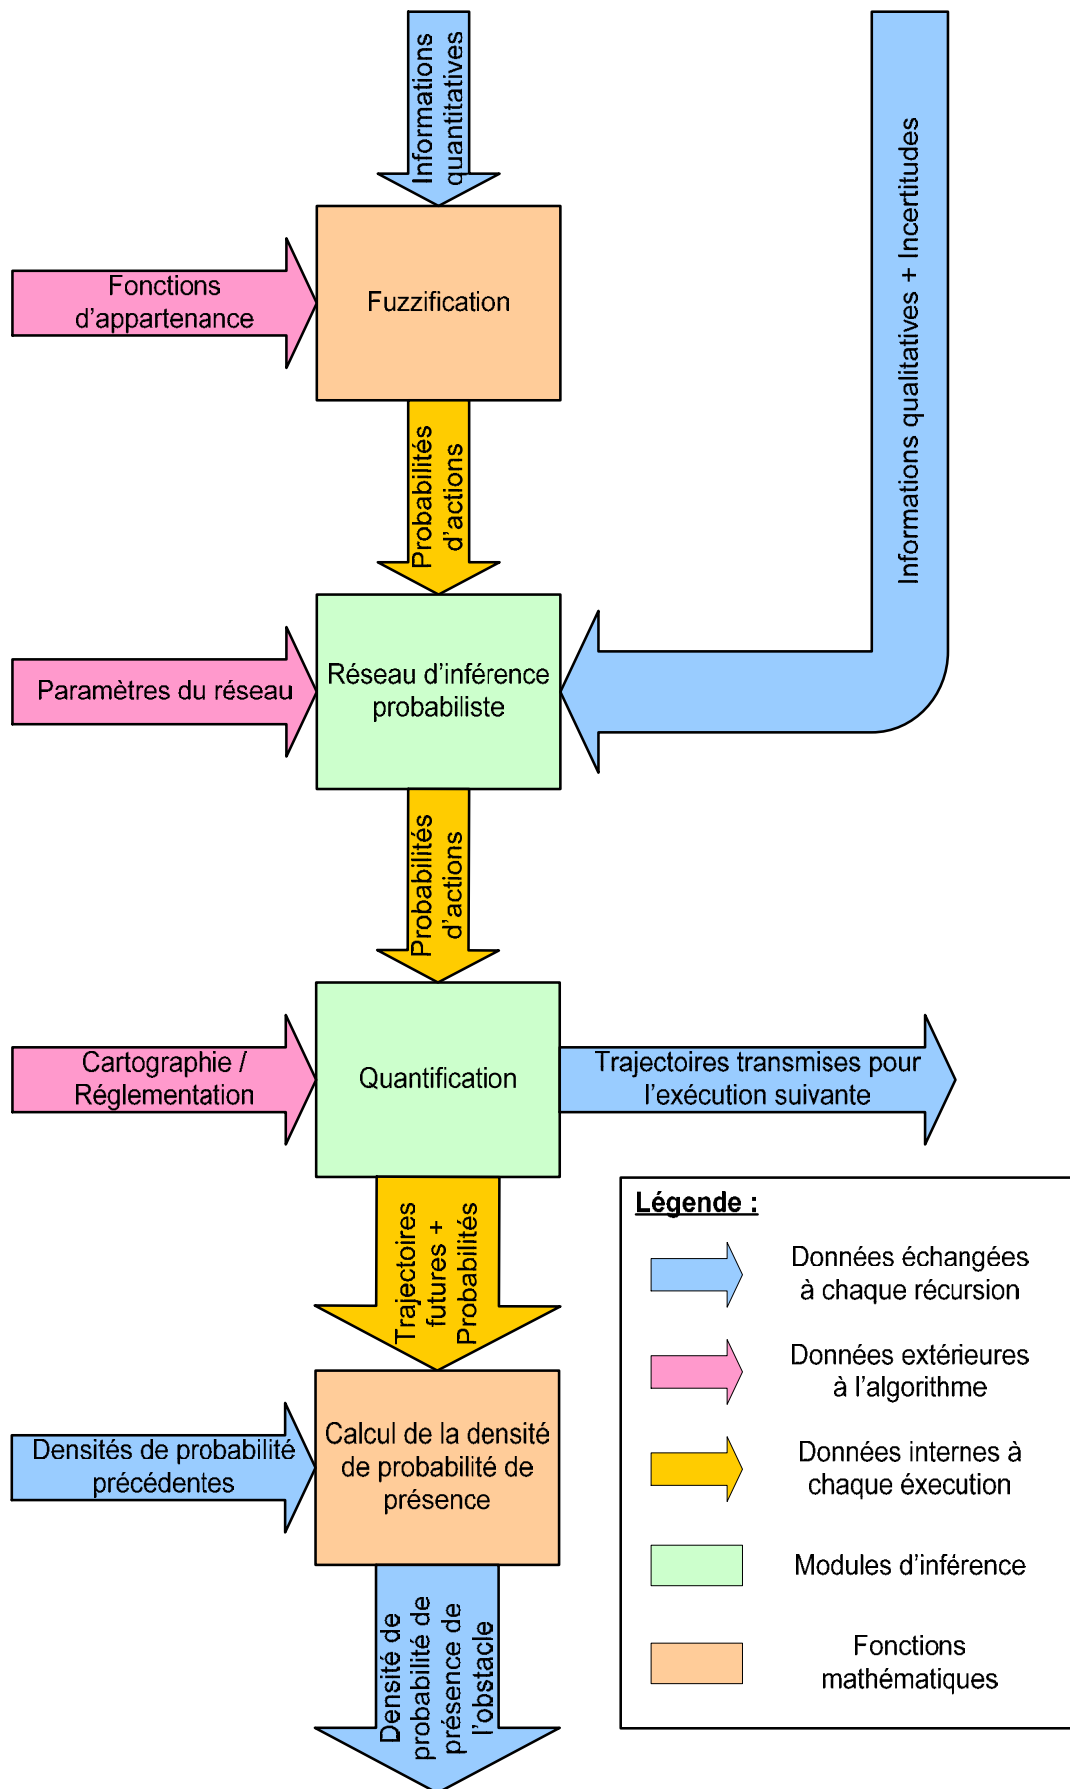 Informations
quantitatives
Informations qualitatives + Incertitudes
Fonctions
d'appartenance
Fuzzification
Probabilités
d'actions
Paramètres du réseau
Réseau d'inférence
probabiliste
Probabilités
d'actions
Cartographie /
Réglementation
Quantification
Trajectoires transmises pour
l'exécution suivante
Trajectoires
futures +
Probabilités
Densités de probabilité
précédentes
Calcul de la densité
de probabilité de
présence
Densité de
probabilité de
présence de
l'obstacle
Légende :
Données échangées
à chaque récursion
Données extérieures
à l'algorithme
Données internes à
chaque éxecution
Modules d'inférence
Fonctions
mathématiques